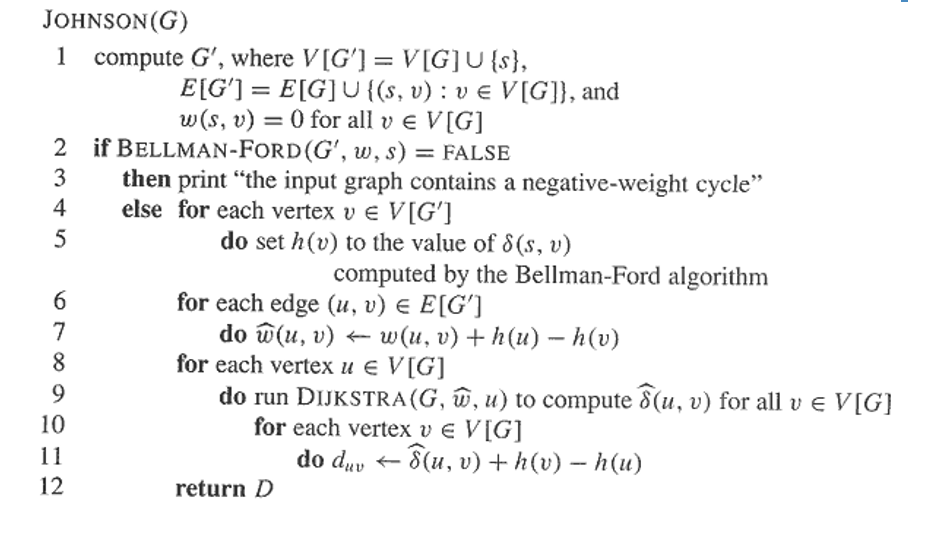 JOHNSON(G)
1 compute G′, where V[G′] = V[G] ∪ {s},
E[G′] = E[G] ∪ {(s, v) : v ∈ V[G]}, and
w(s, v) = 0 for all v ∈ V[G]
2 if BELLMAN-FORD(G′, w, s) = FALSE
3 then print “the input graph contains a negative-weight cycle”
4 else for each vertex v ∈ V[G′]
5 do set h(v) to the value of δ(s, v)
computed by the Bellman-Ford algorithm
6 for each edge (u, v) ∈ E[G′]
7 do ŵ(u, v) ← w(u, v) + h(u) − h(v)
8 for each vertex u ∈ V[G]
9 do run DIJKSTRA(G, ŵ, u) to compute δ̂(u, v) for all v ∈ V[G]
10 for each vertex v ∈ V[G]
11 do dᵤᵥ ← δ̂(u, v) + h(v) − h(u)
12 return D